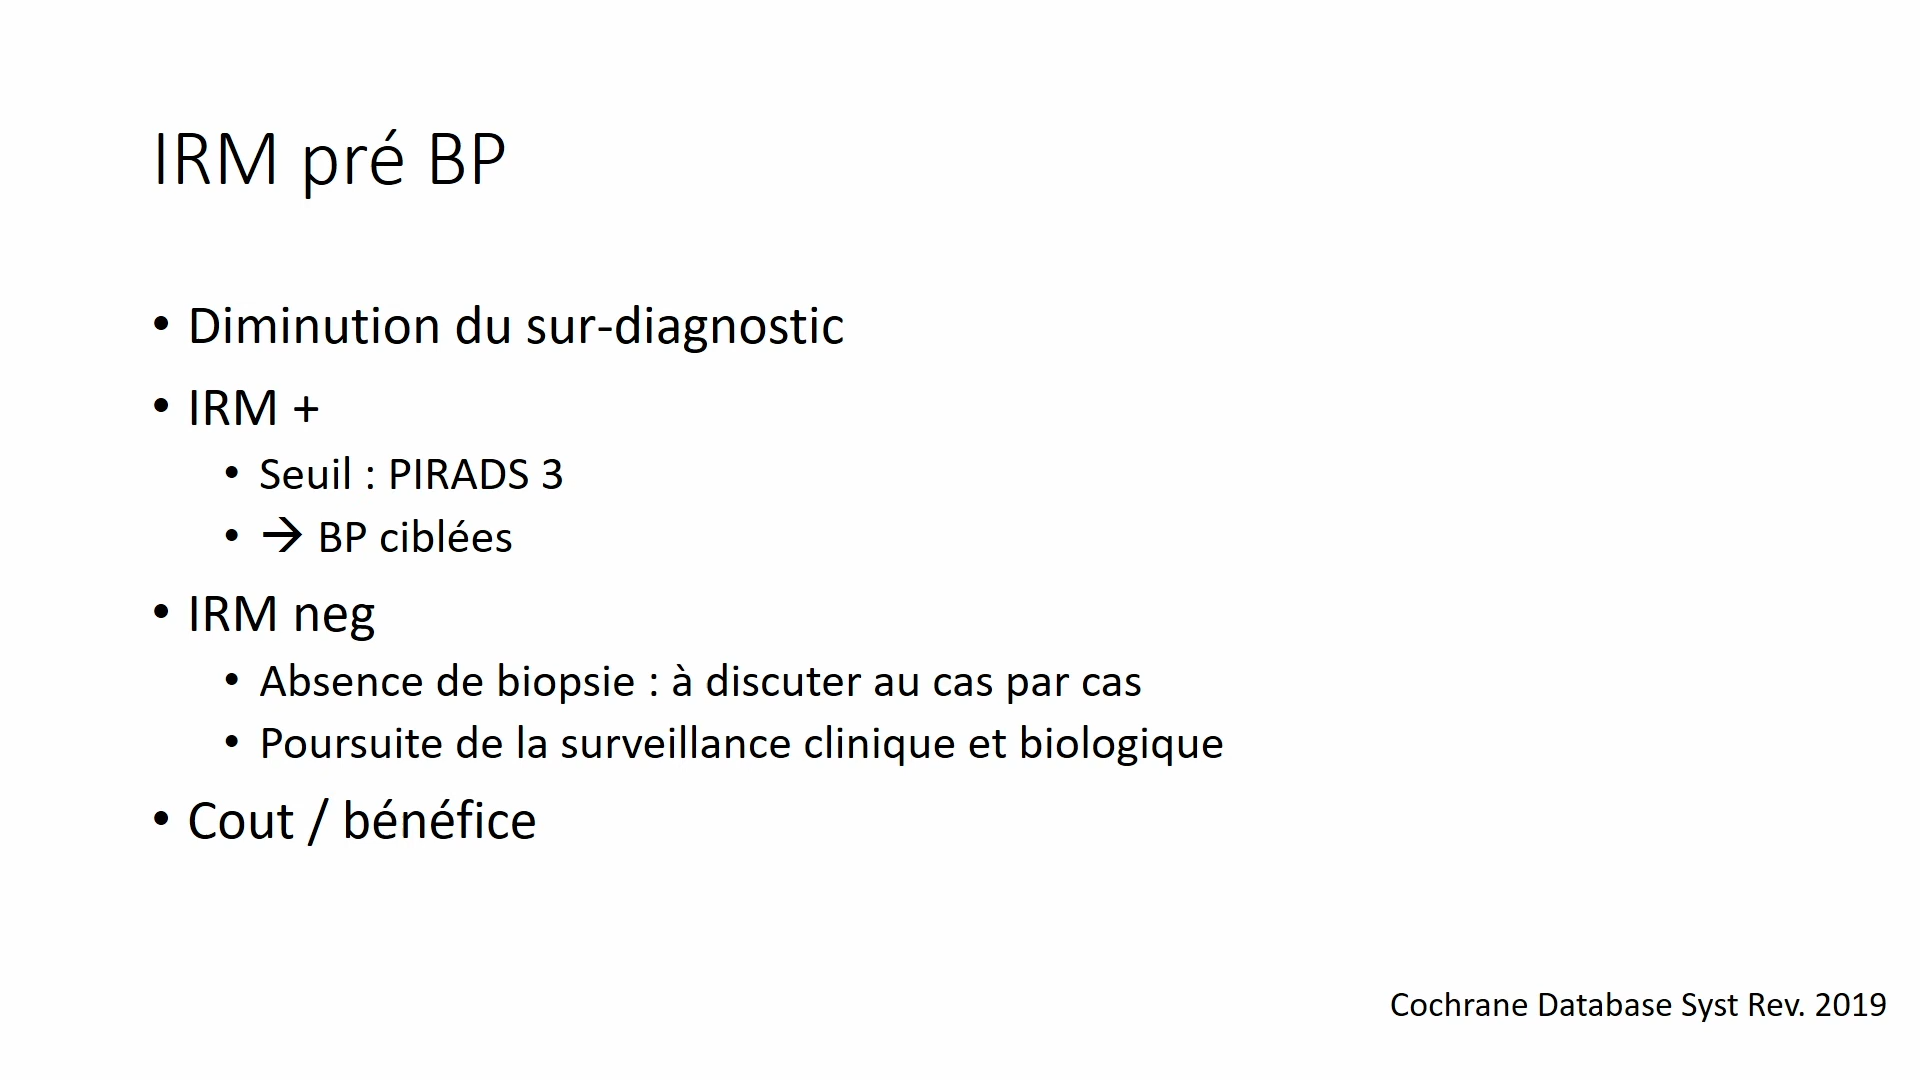 IRM pré BP
• Diminution du sur-diagnostic
• IRM +
• Seuil : PIRADS 3
• → BP ciblées
• IRM neg
• Absence de biopsie : à discuter au cas par cas
• Poursuite de la surveillance clinique et biologique
• Cout / bénéfice
Cochrane Database Syst Rev. 2019